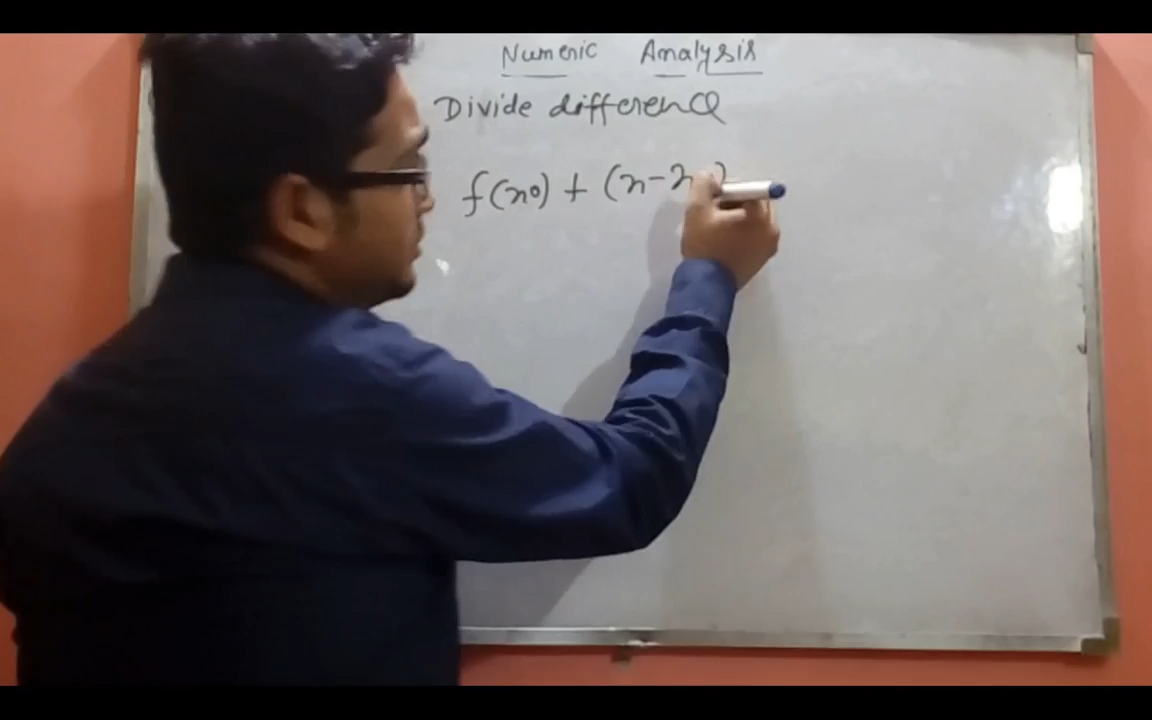 Numeric Analysis
Divide difference
f(x0) + (x-x